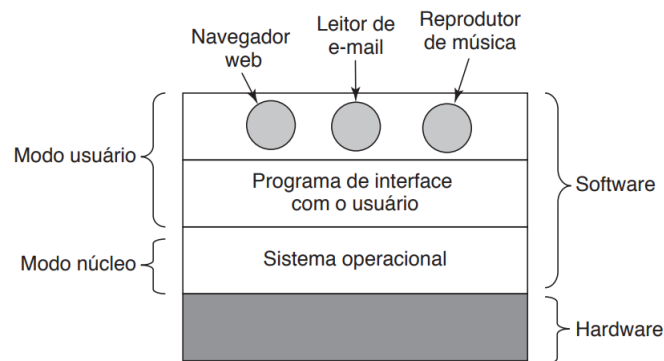 Navegador
web
Leitor de
e-mail
Reprodutor
de música
Modo usuário
Programa de interface
com o usuário
Software
Modo núcleo
Sistema operacional
Hardware